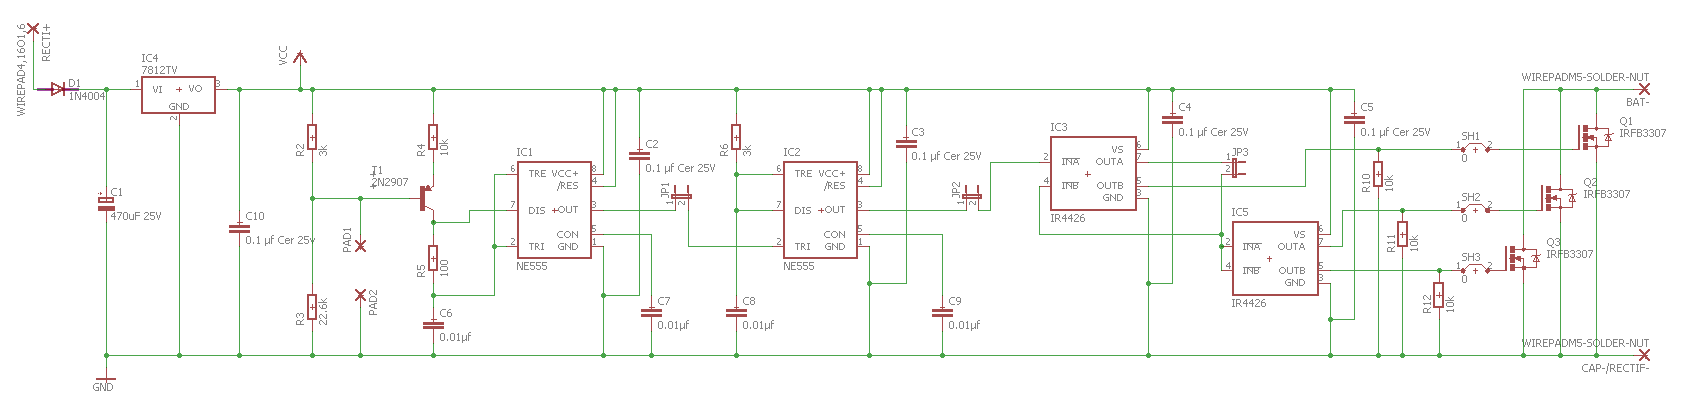 WIREPAD4,16O1,6
RECTI+
D1
1N4004
IC4
7812TV
1
VI
VO
3
GND
2
VCC
C1
470uF 25V
C10
0.1 µf Cer 25V
GND
R2
3k
R3
22.6k
PAD1
PAD2
T1
2N2907
R4
10k
R5
100
C6
0.01µf
IC1
6
TRE
VCC+
8
/RES
4
7
DIS
OUT
3
CON
5
2
TRI
GND
1
NE555
C2
0.1 µf Cer 25V
JP1
1
2
C7
0.01µf
R6
3k
C8
0.01µf
IC2
6
TRE
VCC+
8
/RES
4
7
DIS
OUT
3
CON
5
2
TRI
GND
1
NE555
C3
0.1 µf Cer 25V
JP2
1
2
C9
0.01µf
IC3
2
INA
4
INB
VS
6
OUTA
7
OUTB
5
GND
3
IR4426
C4
0.1 µf Cer 25V
JP3
1
2
IC5
2
INA
4
INB
VS
6
OUTA
7
OUTB
5
GND
3
IR4426
C5
0.1 µf Cer 25V
R10
10k
R11
10k
R12
10k
SH1
1
2
0
SH2
1
2
0
SH3
1
2
0
Q1
IRFB3307
Q2
IRFB3307
Q3
IRFB3307
WIREPADM5-SOLDER-NUT
BAT-
WIREPADM5-SOLDER-NUT
CAP-/RECTIF-